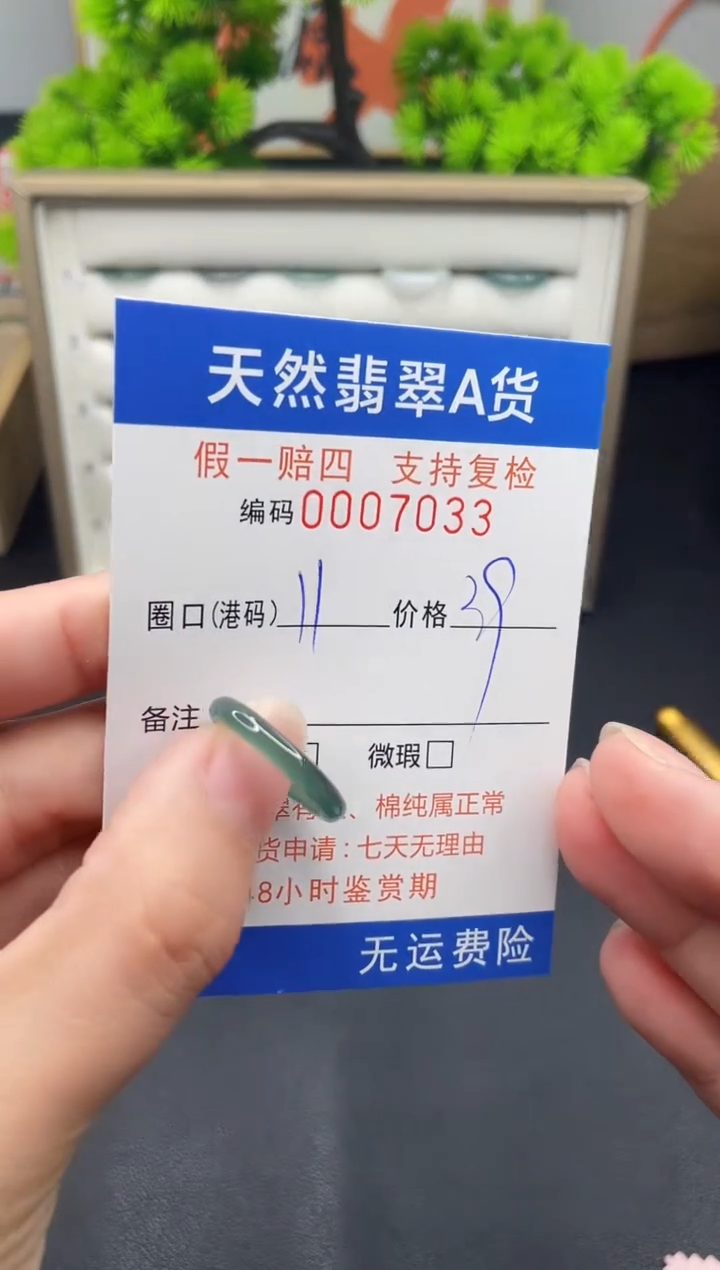 天然翡翠A货
假一赔四 支持复检
编码0007033
圈口(港码) 11 价格 39
备注
微瑕□
、棉纯属正常
货申请:七天无理由
8小时鉴赏期
无运费险